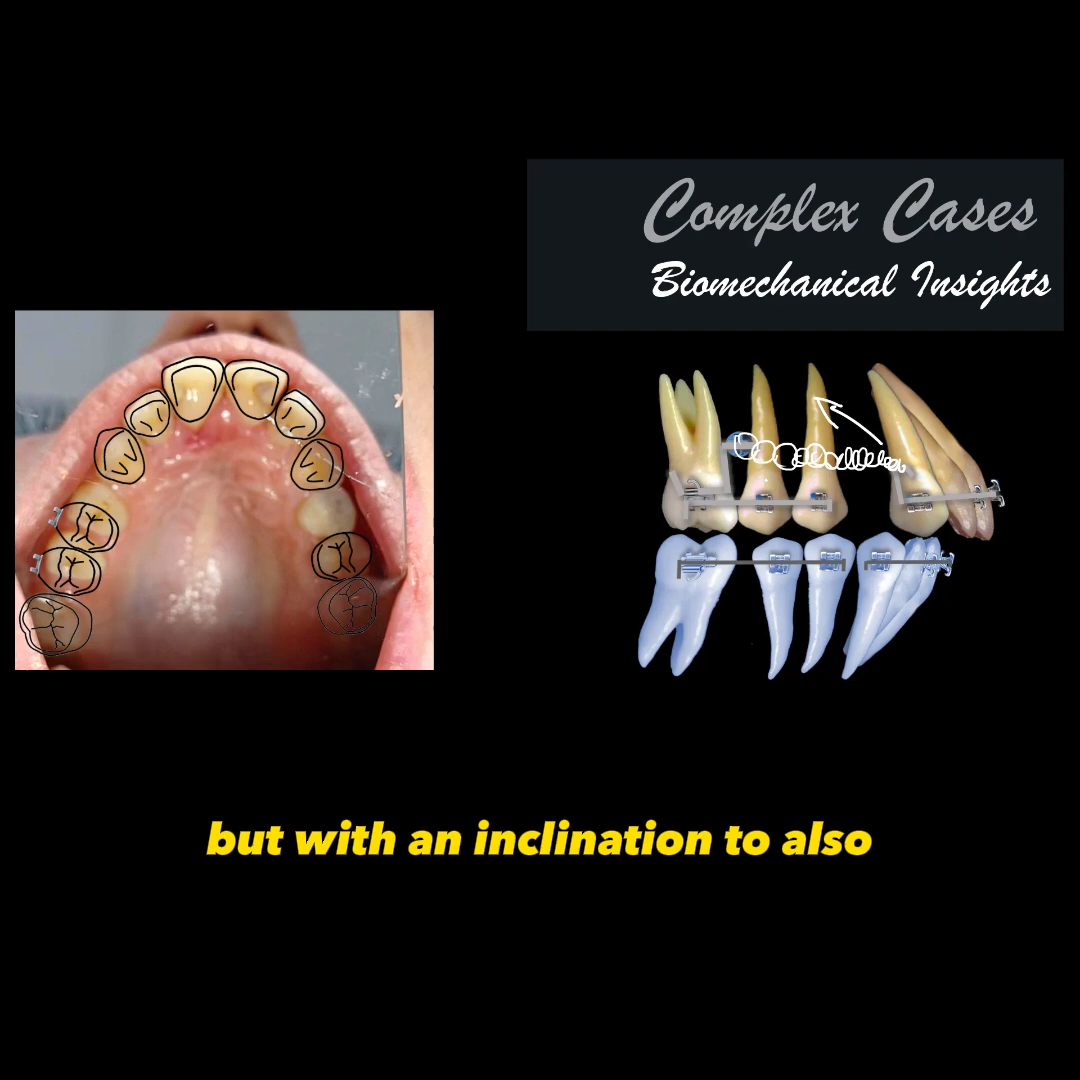 Complex Cases
Biomechanical Insights
but with an inclination to also